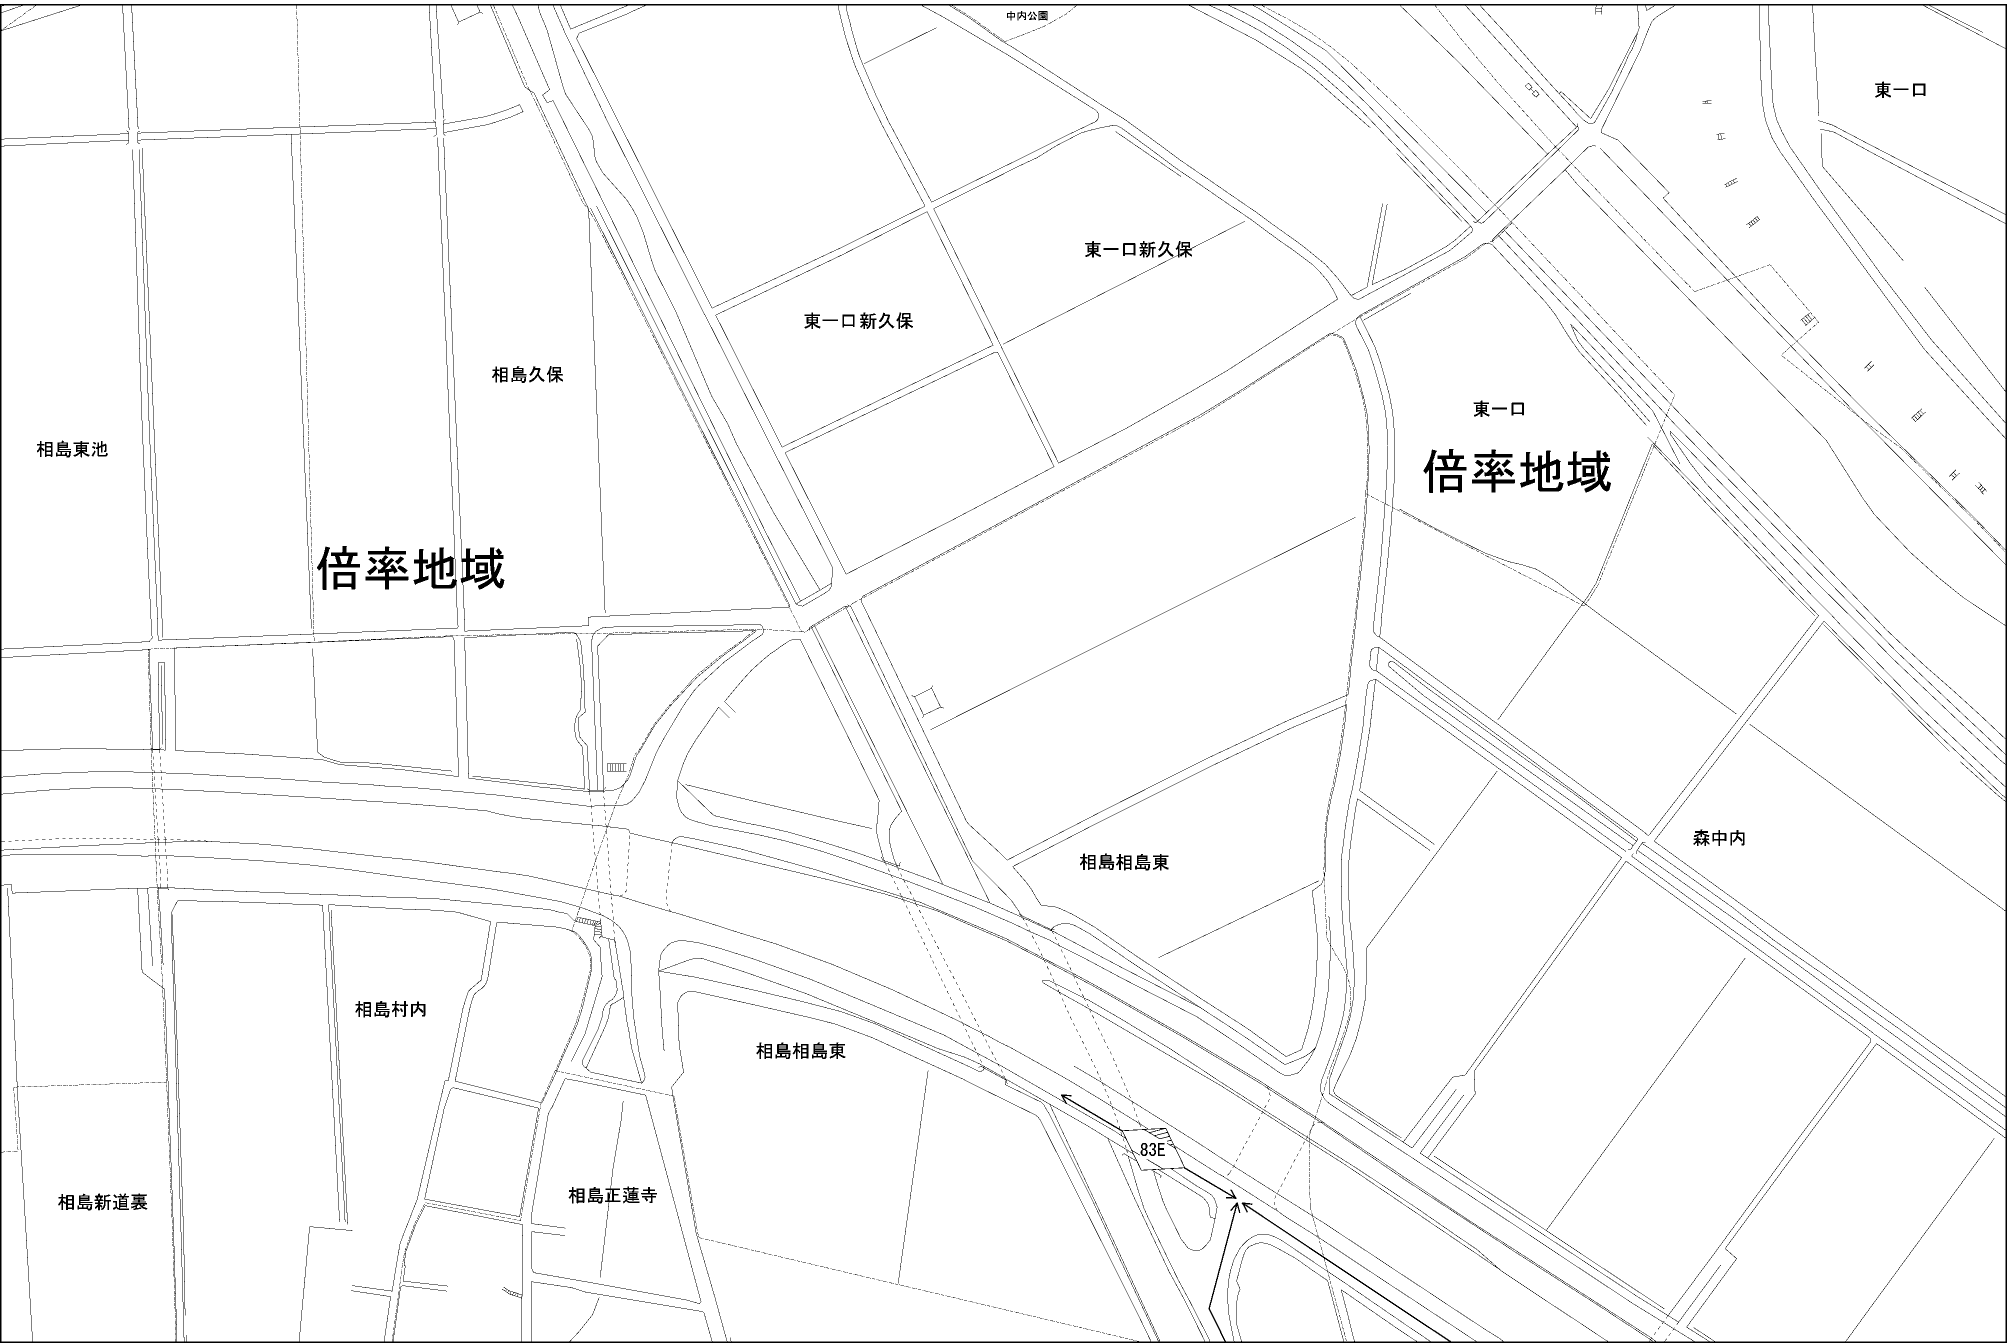 中内公園
東一口
東一口新久保
東一口新久保
相島久保
東一口
相島東池
倍率地域
倍率地域
森中内
相島相島東
相島村内
相島相島東
83E
相島正蓮寺
相島新道裏